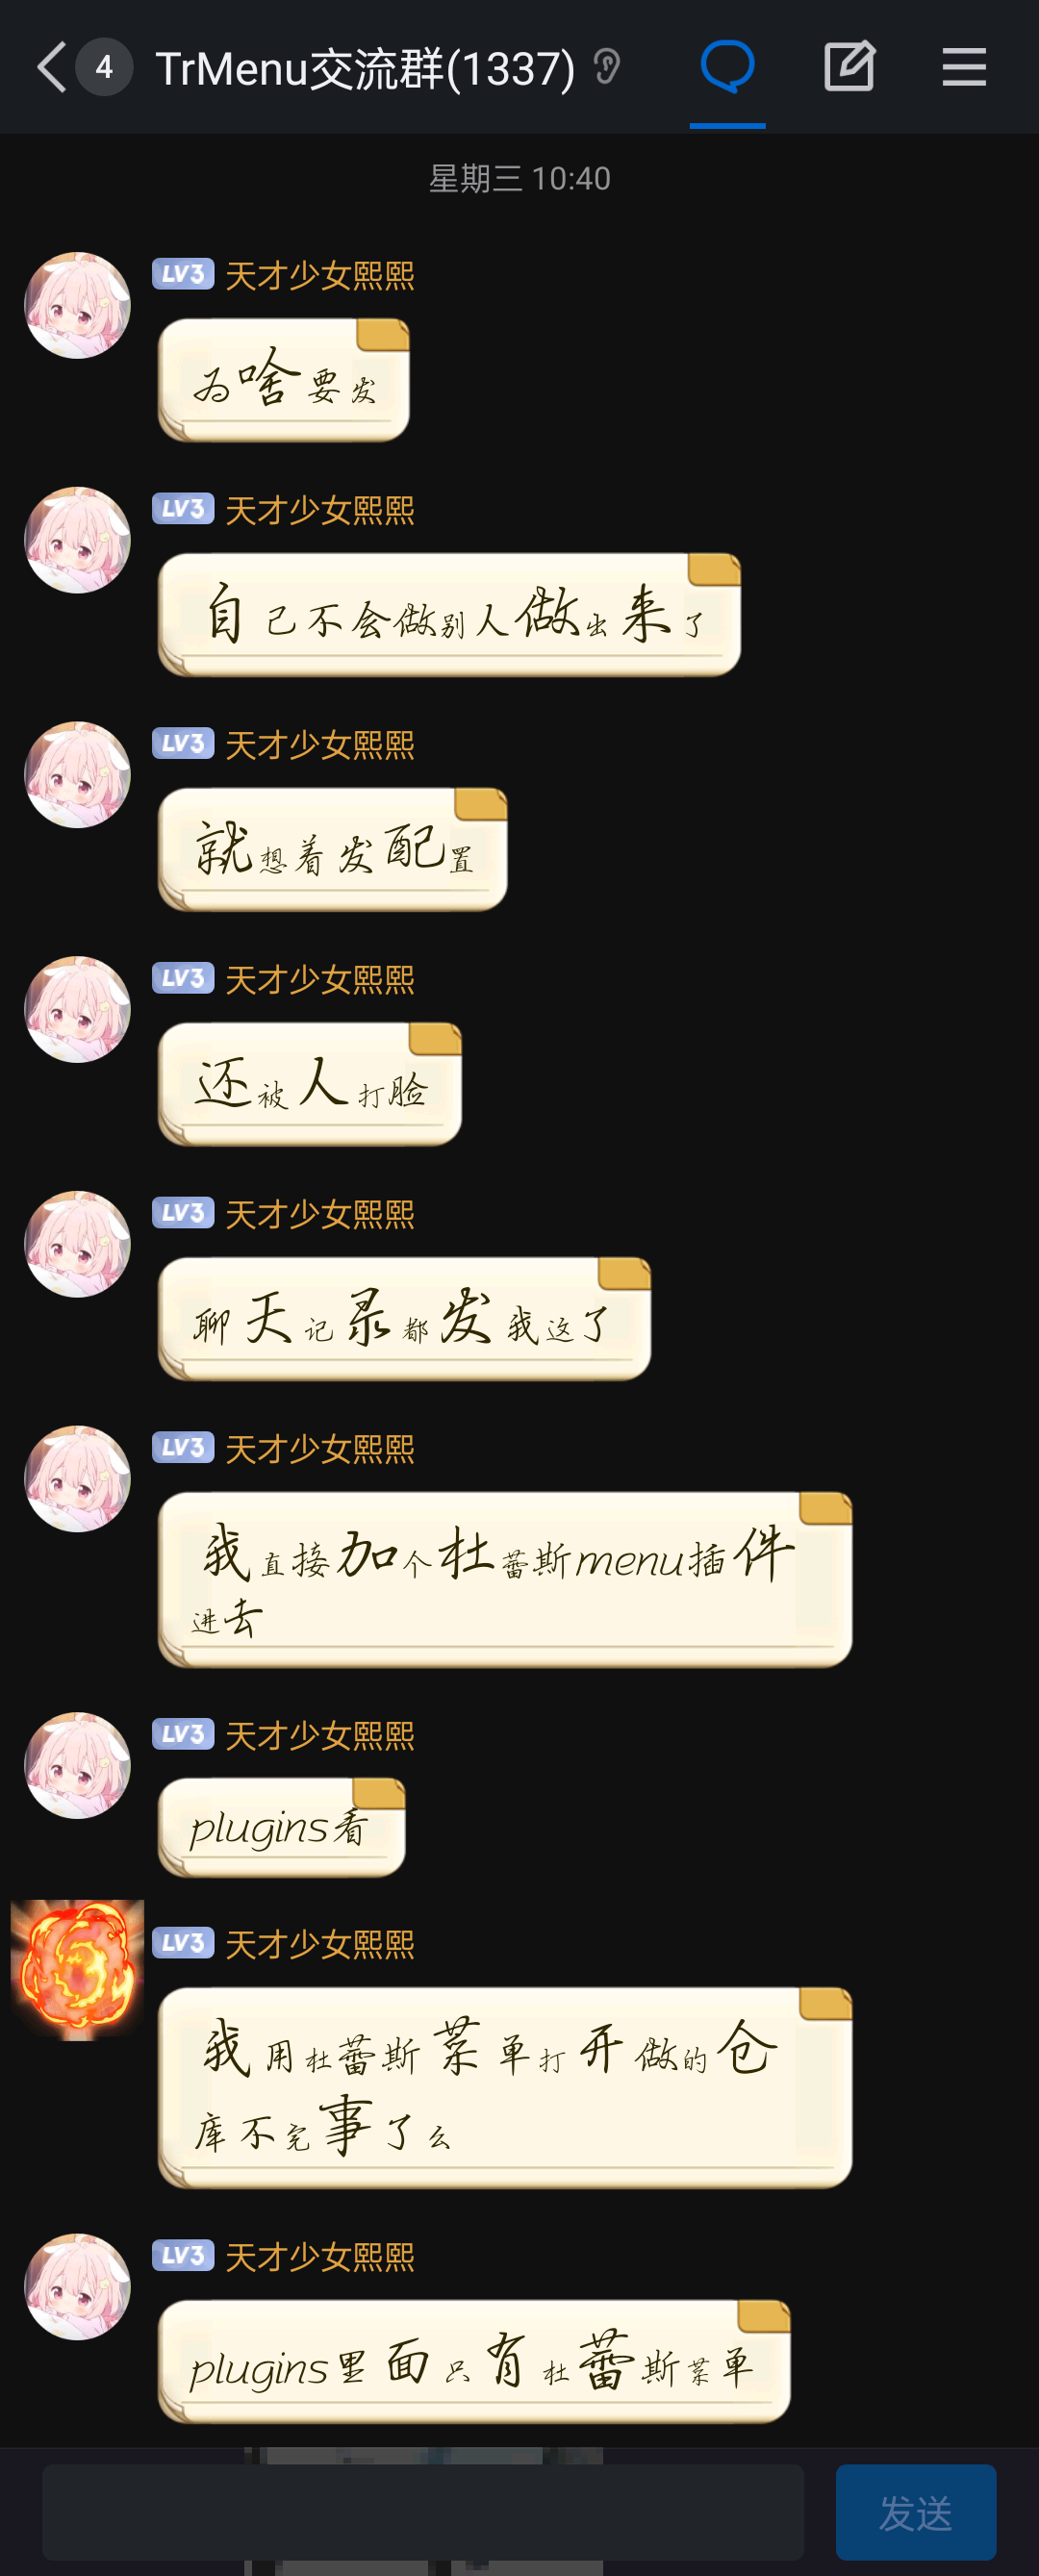 4
TrMenu交流群(1337)
星期三 10:40
LV3 天才少女熙熙
为啥要发
LV3 天才少女熙熙
自己不会做别人做出来了
LV3 天才少女熙熙
就想着发配置
LV3 天才少女熙熙
还被人打脸
LV3 天才少女熙熙
聊天记录都发我这了
LV3 天才少女熙熙
我直接加个杜蕾斯menu插件
进去
LV3 天才少女熙熙
plugins看
LV3 天才少女熙熙
我用杜蕾斯菜单打开做的仓
库不完事了么
LV3 天才少女熙熙
plugins里面只有杜蕾斯菜单
发送